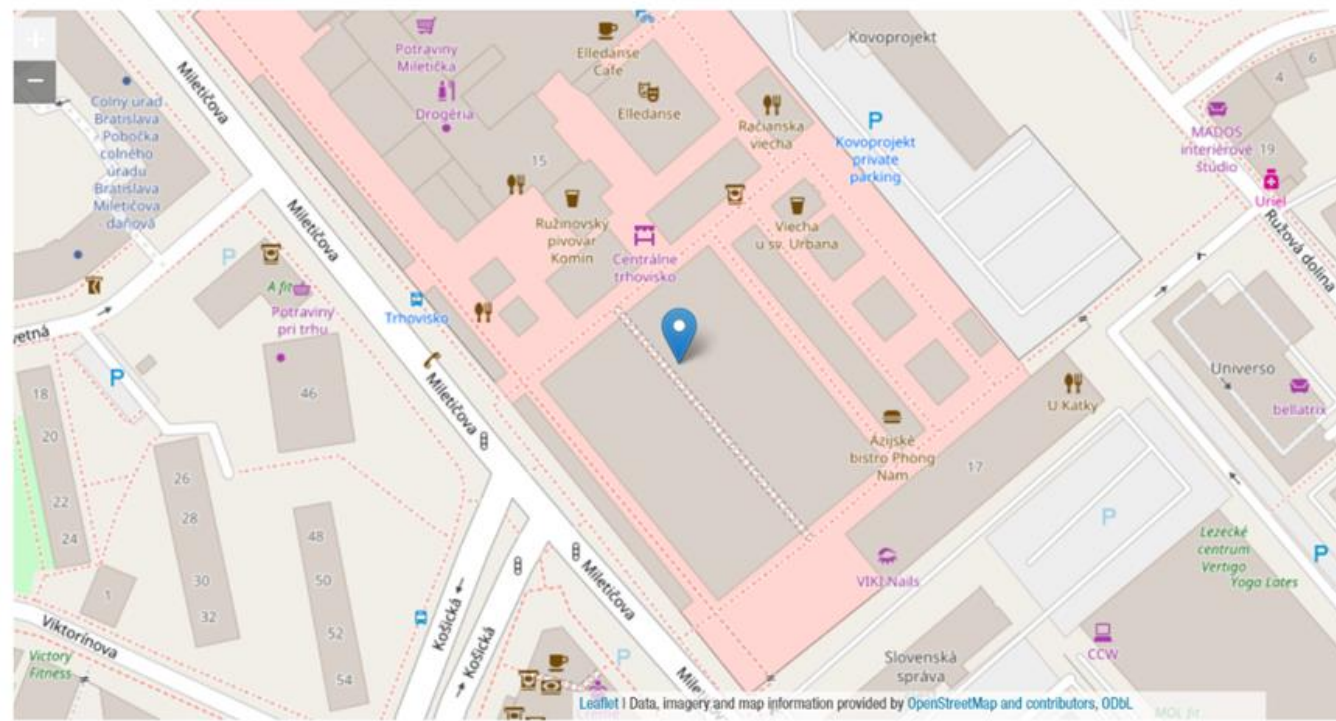 +
−
Potraviny
Miletička
Drogéria
Elledanse
Cafe
Elledanse
Račianska
viecha
Kovoprojekt
P
Kovoprojekt
private
parking
4
6
MADOS
interiérové
štúdio
19
Uriel
Ružová dolina
Colný úrad
Bratislava
- Pobočka
colného
úradu
Bratislava
Miletičova
daňová
Miletičova
Miletičova
15
Ružinovský
pivovar
Komín
Centrálne
trhovisko
Viecha
u sv. Urbana
P
A fit
Potraviny
pri trhu
Trhovisko
Miletičova
vetná
P
46
18
20
22
24
26
28
30
32
48
50
52
54
1
Viktorínova
Victory
Fitness
Košická
Košická
Miletičova
U Katky
Ázijské
bistro Phòng
Nam
17
VIKI Nails
Universo
bellatrix
P
Lezecké
centrum
Vertigo
Yoga Lates
P
Slovenská
správa
CCW
P
Leaflet | Data, imagery and map information provided by OpenStreetMap and contributors, ODbL